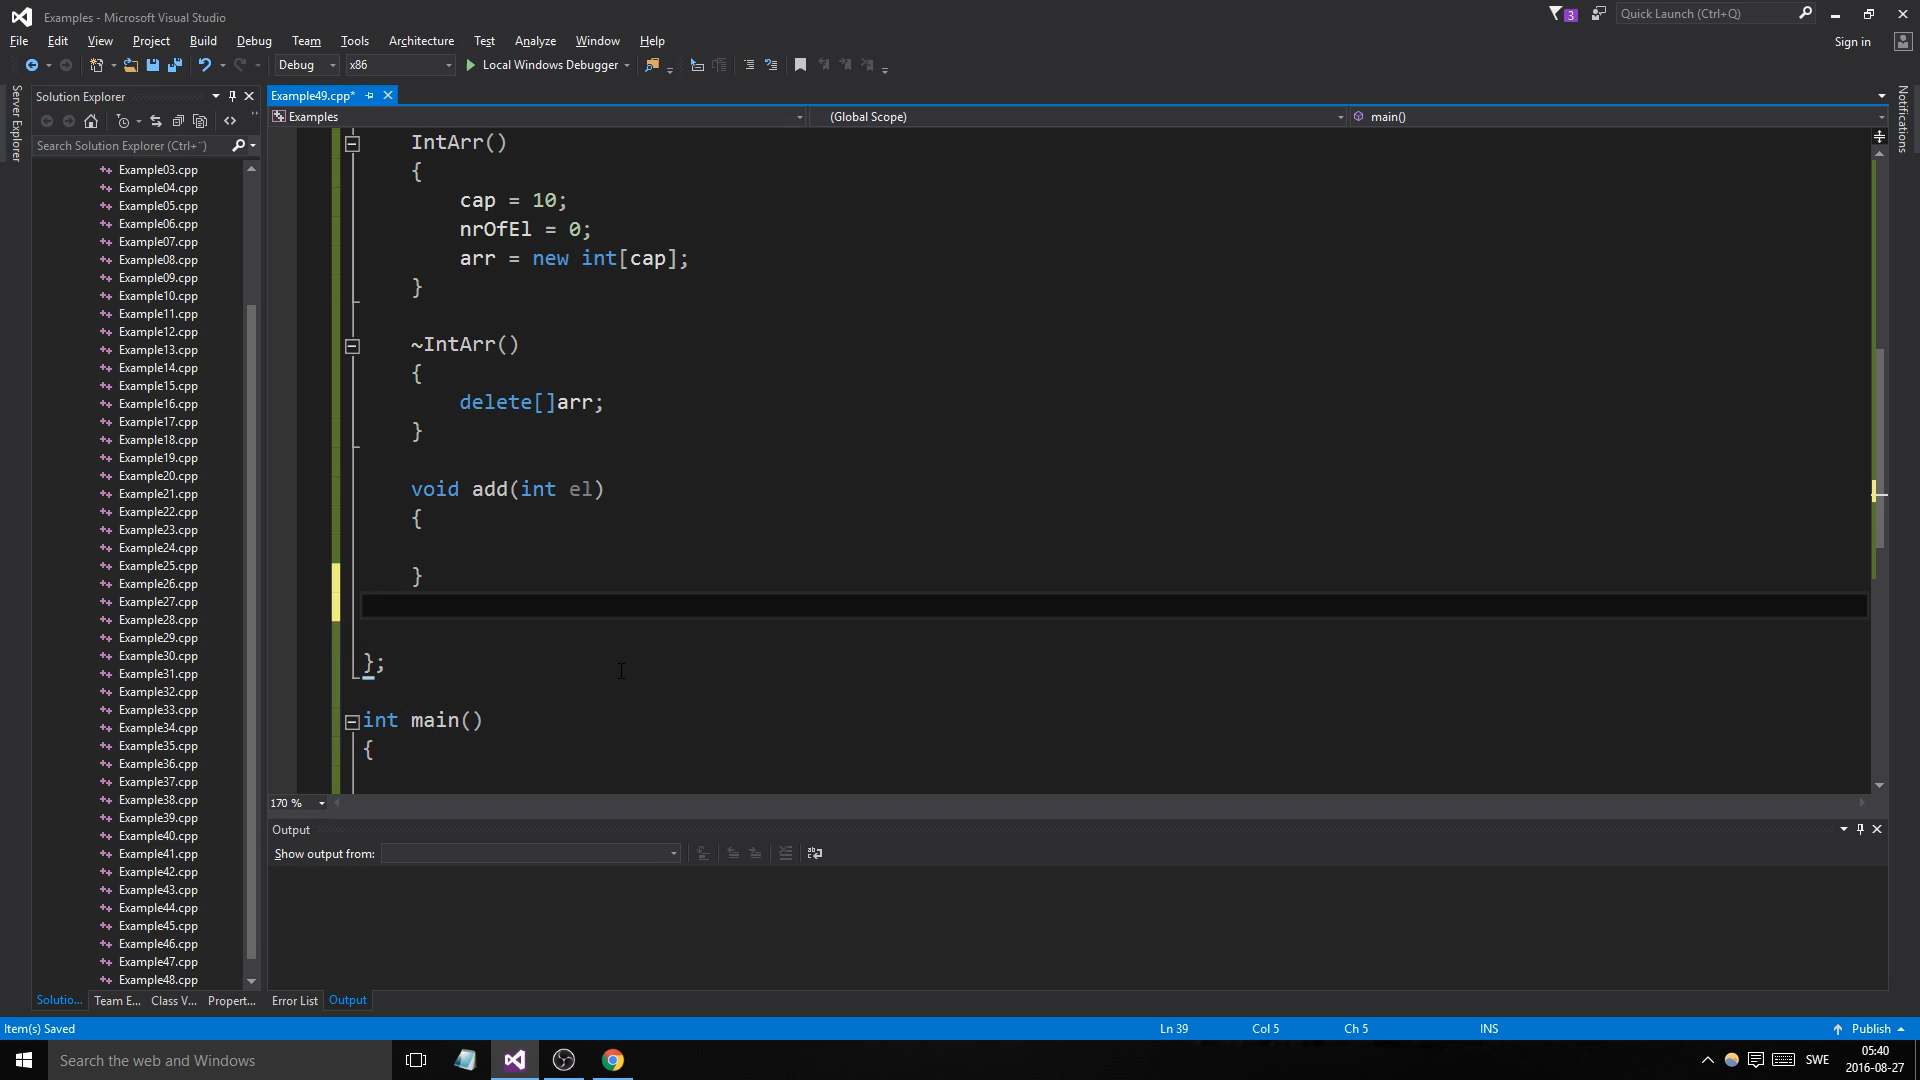 Examples - Microsoft Visual Studio
3
Quick Launch (Ctrl+Q)
File Edit View Project Build Debug Team Tools Architecture Test Analyze Window Help
Sign in
Debug x86 Local Windows Debugger
Server Explorer
Solution Explorer
Search Solution Explorer (Ctrl+¨)
Example03.cpp
Example04.cpp
Example05.cpp
Example06.cpp
Example07.cpp
Example08.cpp
Example09.cpp
Example10.cpp
Example11.cpp
Example12.cpp
Example13.cpp
Example14.cpp
Example15.cpp
Example16.cpp
Example17.cpp
Example18.cpp
Example19.cpp
Example20.cpp
Example21.cpp
Example22.cpp
Example23.cpp
Example24.cpp
Example25.cpp
Example26.cpp
Example27.cpp
Example28.cpp
Example29.cpp
Example30.cpp
Example31.cpp
Example32.cpp
Example33.cpp
Example34.cpp
Example35.cpp
Example36.cpp
Example37.cpp
Example38.cpp
Example39.cpp
Example40.cpp
Example41.cpp
Example42.cpp
Example43.cpp
Example44.cpp
Example45.cpp
Example46.cpp
Example47.cpp
Example48.cpp
Solutio... Team E... Class V... Propert...
Example49.cpp*
Examples (Global Scope) main()
IntArr()
{
cap = 10;
nrOfEl = 0;
arr = new int[cap];
}
~IntArr()
{
delete[]arr;
}
void add(int el)
{
}
};
int main()
{
170 %
Output
Show output from:
Error List Output
Notifications
Item(s) Saved
Ln 39 Col 5 Ch 5 INS Publish
Search the web and Windows
SWE
05:40
2016-08-27